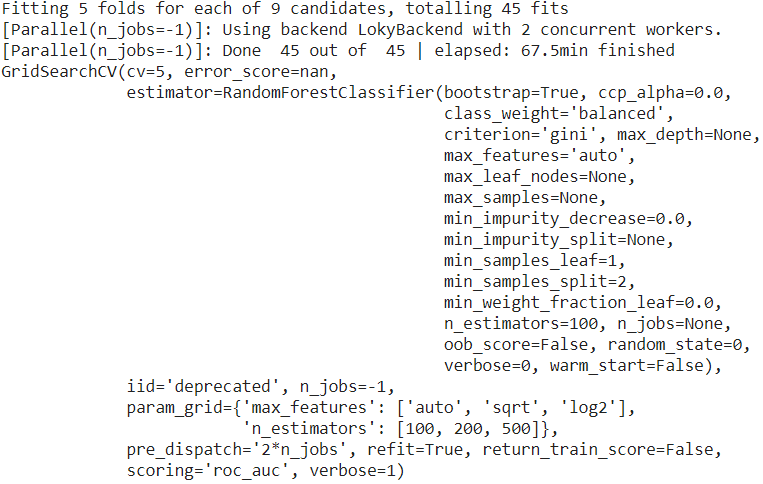 Fitting 5 folds for each of 9 candidates, totalling 45 fits
[Parallel(n_jobs=-1)]: Using backend LokyBackend with 2 concurrent workers.
[Parallel(n_jobs=-1)]: Done  45 out of  45 | elapsed: 67.5min finished
GridSearchCV(cv=5, error_score=nan,
             estimator=RandomForestClassifier(bootstrap=True, ccp_alpha=0.0,
                                              class_weight='balanced',
                                              criterion='gini', max_depth=None,
                                              max_features='auto',
                                              max_leaf_nodes=None,
                                              max_samples=None,
                                              min_impurity_decrease=0.0,
                                              min_impurity_split=None,
                                              min_samples_leaf=1,
                                              min_samples_split=2,
                                              min_weight_fraction_leaf=0.0,
                                              n_estimators=100, n_jobs=None,
                                              oob_score=False, random_state=0,
                                              verbose=0, warm_start=False),
             iid='deprecated', n_jobs=-1,
             param_grid={'max_features': ['auto', 'sqrt', 'log2'],
                         'n_estimators': [100, 200, 500]},
             pre_dispatch='2*n_jobs', refit=True, return_train_score=False,
             scoring='roc_auc', verbose=1)